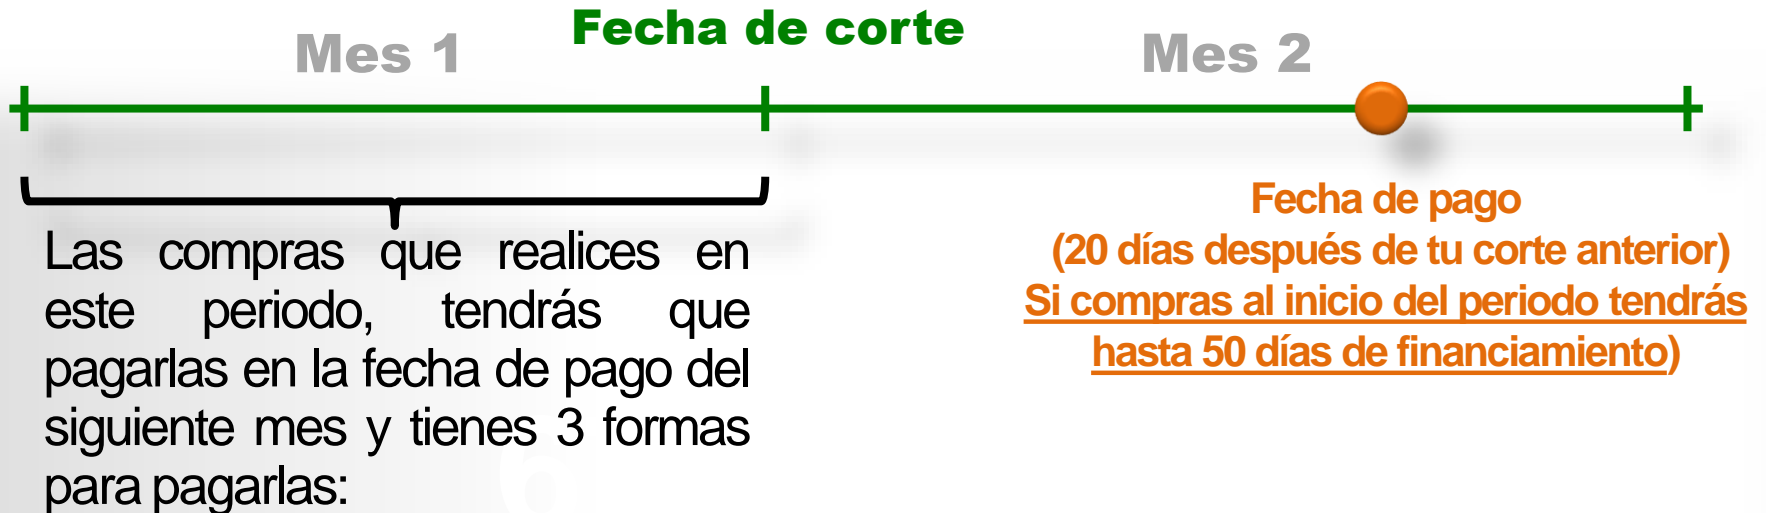 Mes 1
Fecha de corte
Mes 2
Las compras que realices en
este periodo, tendrás que
pagarlas en la fecha de pago del
siguiente mes y tienes 3 formas
para pagarlas:
Fecha de pago
(20 días después de tu corte anterior)
Si compras al inicio del periodo tendrás
hasta 50 días de financiamiento)